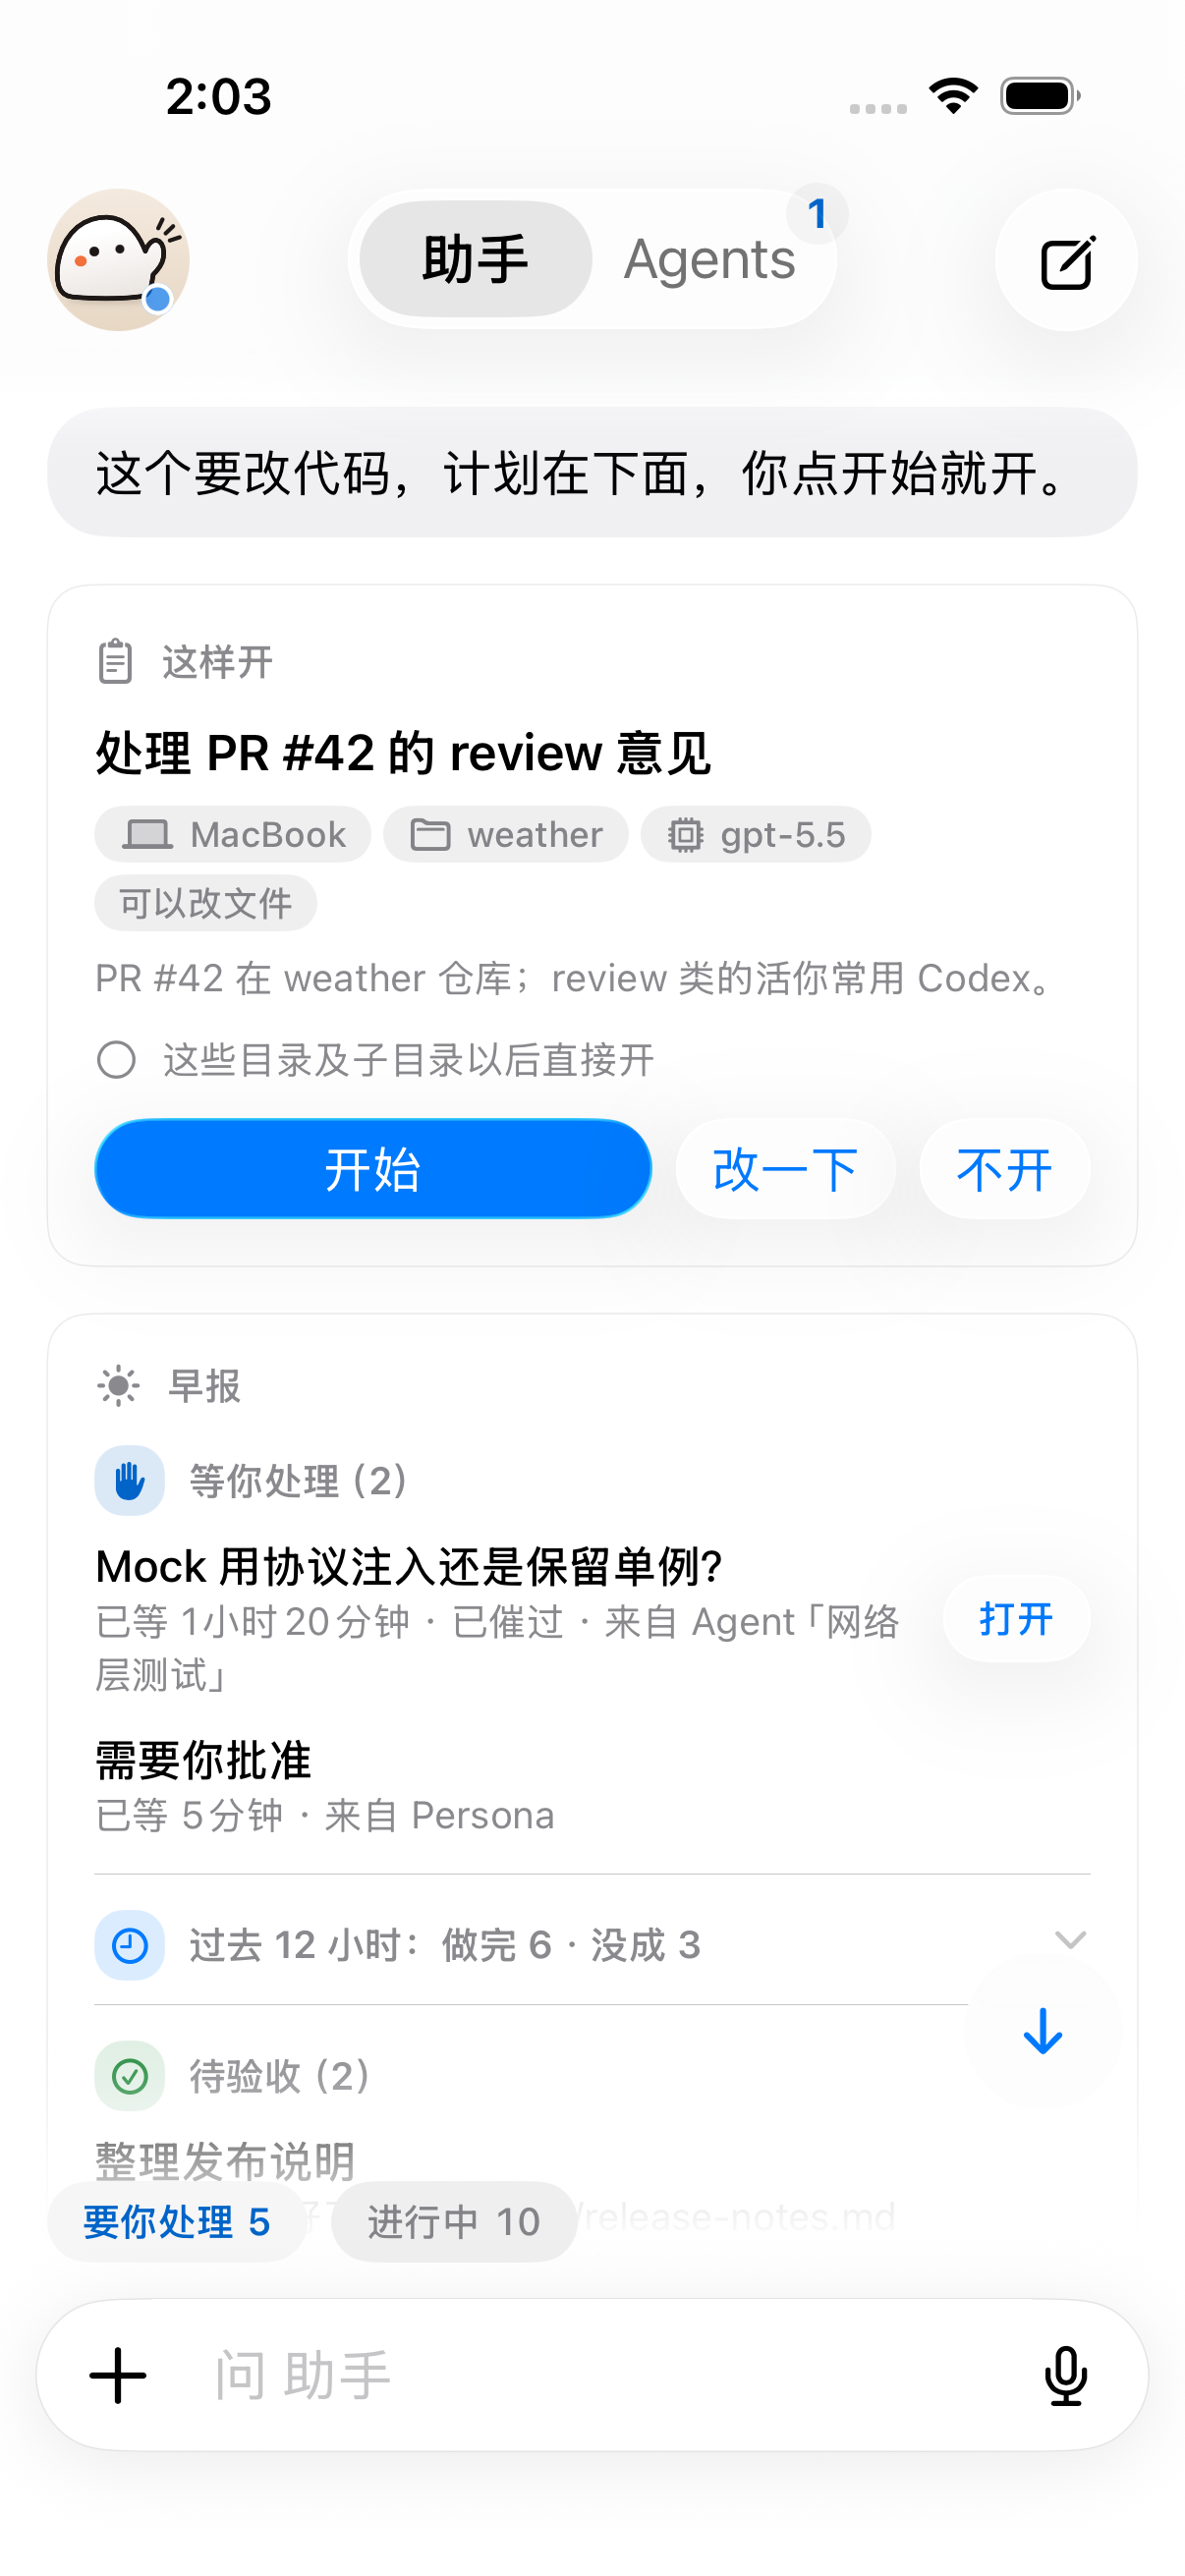 2:03
助手
Agents
1
这个要改代码，计划在下面，你点开始就开。
这样开
处理 PR #42 的 review 意见
MacBook
weather
gpt-5.5
可以改文件
PR #42 在 weather 仓库；review 类的活你常用 Codex。
这些目录及子目录以后直接开
开始
改一下
不开
早报
等你处理 (2)
Mock 用协议注入还是保留单例?
已等 1小时20分钟 · 已催过 · 来自 Agent「网络
层测试」
打开
需要你批准
已等 5分钟 · 来自 Persona
过去 12 小时：做完 6 · 没成 3
待验收 (2)
整理发布说明
/release-notes.md
要你处理 5
进行中 10
问 助手